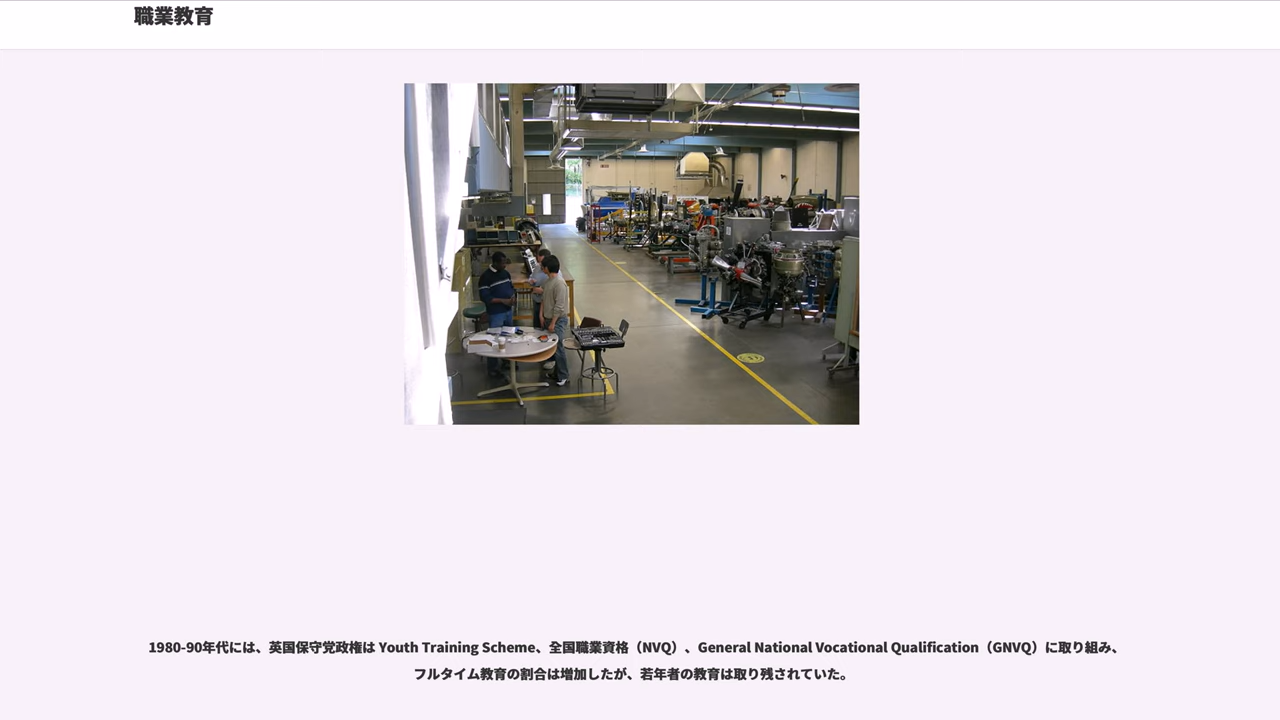 職業教育
1980-90年代には、英国保守党政権は Youth Training Scheme、全国職業資格（NVQ）、General National Vocational Qualification（GNVQ）に取り組み、
フルタイム教育の割合は増加したが、若年者の教育は取り残されていた。